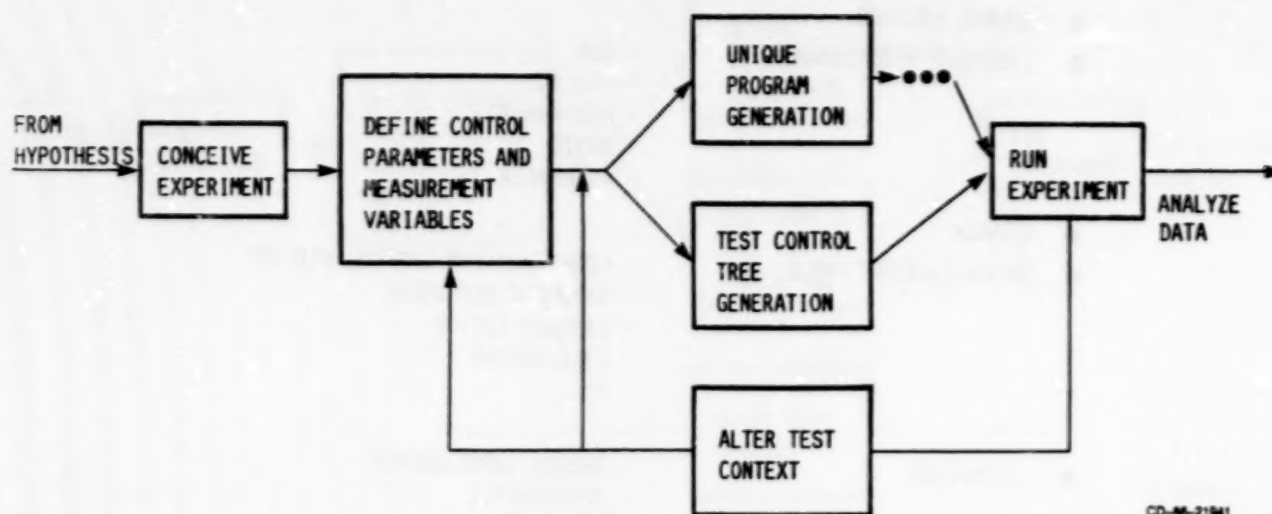 FROM
HYPOTHESIS
CONCEIVE
EXPERIMENT
DEFINE CONTROL
PARAMETERS AND
MEASUREMENT
VARIABLES
UNIQUE
PROGRAM
GENERATION
TEST CONTROL
TREE
GENERATION
RUN
EXPERIMENT
ANALYZE
DATA
ALTER TEST
CONTEXT